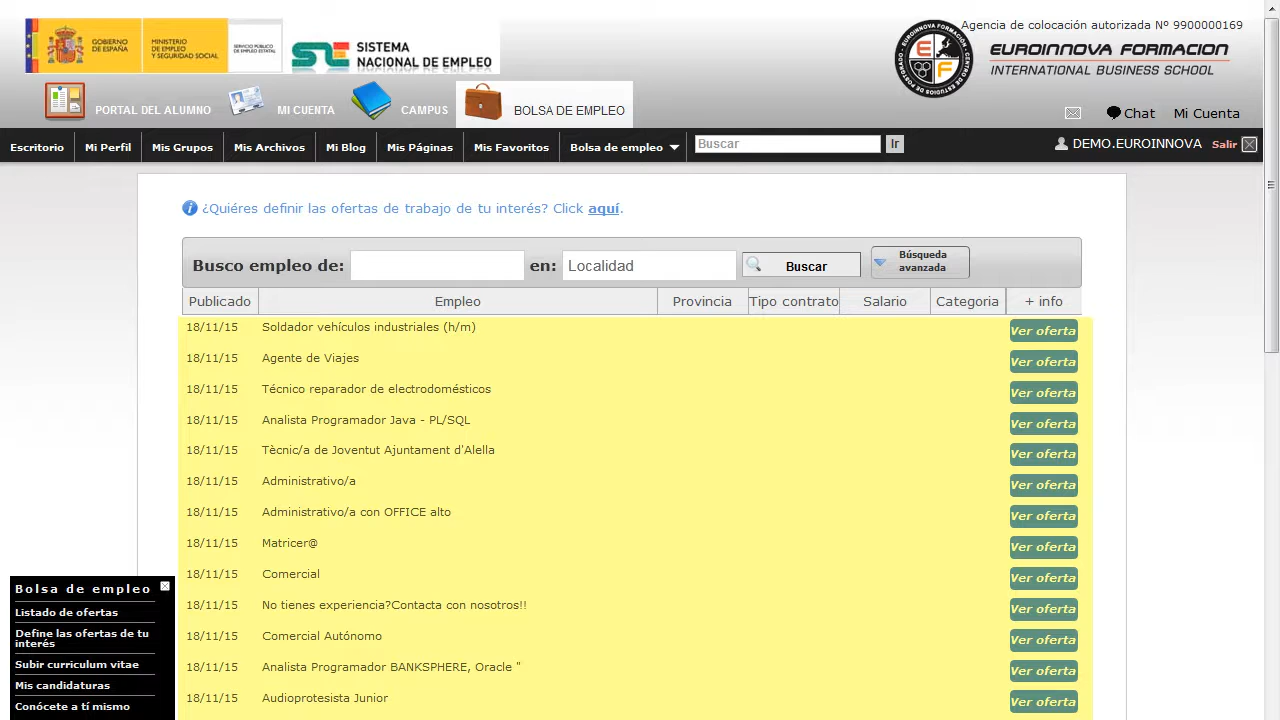 Agencia de colocación autorizada Nº 9900000169
GOBIERNO DE ESPAÑA
MINISTERIO DE EMPLEO Y SEGURIDAD SOCIAL
SERVICIO PÚBLICO DE EMPLEO ESTATAL
SISTEMA NACIONAL DE EMPLEO
EUROINNOVA FORMACION
INTERNATIONAL BUSINESS SCHOOL
PORTAL DEL ALUMNO
MI CUENTA
CAMPUS
BOLSA DE EMPLEO
Chat
Mi Cuenta
Escritorio
Mi Perfil
Mis Grupos
Mis Archivos
Mi Blog
Mis Páginas
Mis Favoritos
Bolsa de empleo
Buscar
Ir
DEMO.EUROINNOVA
Salir
¿Quiéres definir las ofertas de trabajo de tu interés? Click aquí.
Busco empleo de:
en:
Localidad
Buscar
Búsqueda
avanzada
Publicado Empleo Provincia Tipo contrato Salario Categoria + info
18/11/15 Soldador vehículos industriales (h/m) Ver oferta
18/11/15 Agente de Viajes Ver oferta
18/11/15 Técnico reparador de electrodomésticos Ver oferta
18/11/15 Analista Programador Java - PL/SQL Ver oferta
18/11/15 Tècnic/a de Joventut Ajuntament d'Alella Ver oferta
18/11/15 Administrativo/a Ver oferta
18/11/15 Administrativo/a con OFFICE alto Ver oferta
18/11/15 Matricer@ Ver oferta
18/11/15 Comercial Ver oferta
18/11/15 No tienes experiencia?Contacta con nosotros!! Ver oferta
18/11/15 Comercial Autónomo Ver oferta
18/11/15 Analista Programador BANKSPHERE, Oracle " Ver oferta
18/11/15 Audioprotesista Junior Ver oferta
Bolsa de empleo
Listado de ofertas
Define las ofertas de tu
interés
Subir curriculum vitae
Mis candidaturas
Conócete a tí mismo